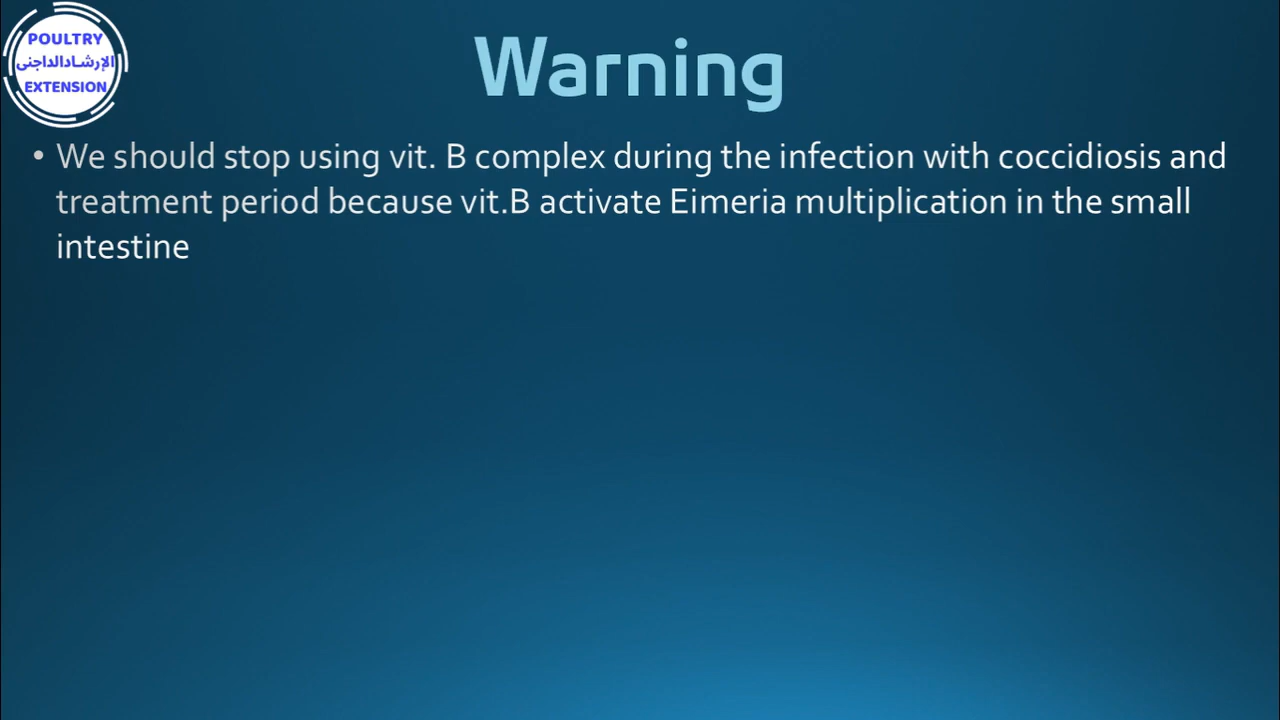 POULTRY
الإرشادالداجنى
EXTENSION
Warning
• We should stop using vit. B complex during the infection with coccidiosis and
treatment period because vit.B activate Eimeria multiplication in the small
intestine